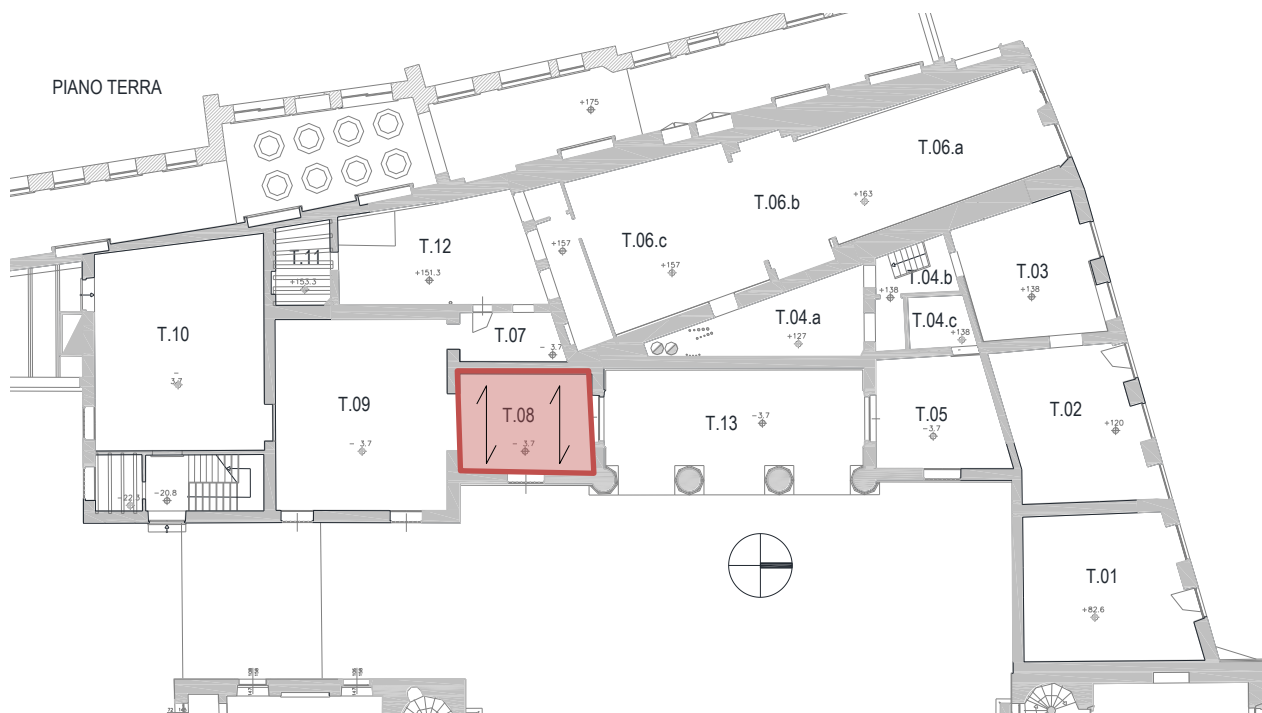 PIANO TERRA
+175
T.06.a
T.06.b
+163
T.12
T.06.c
+157
T.11
+157
+151.3
+153.3
T.04.b
T.03
+138
+138
T.10
T.07
T.04.a
T.04.c
- 3.7
+127
+138
-
3.7
T.09
T.08
T.13
-3.7
T.05
T.02
- 3.7
- 3.7
-3.7
+120
-22.3
-20.8
T.01
+82.6